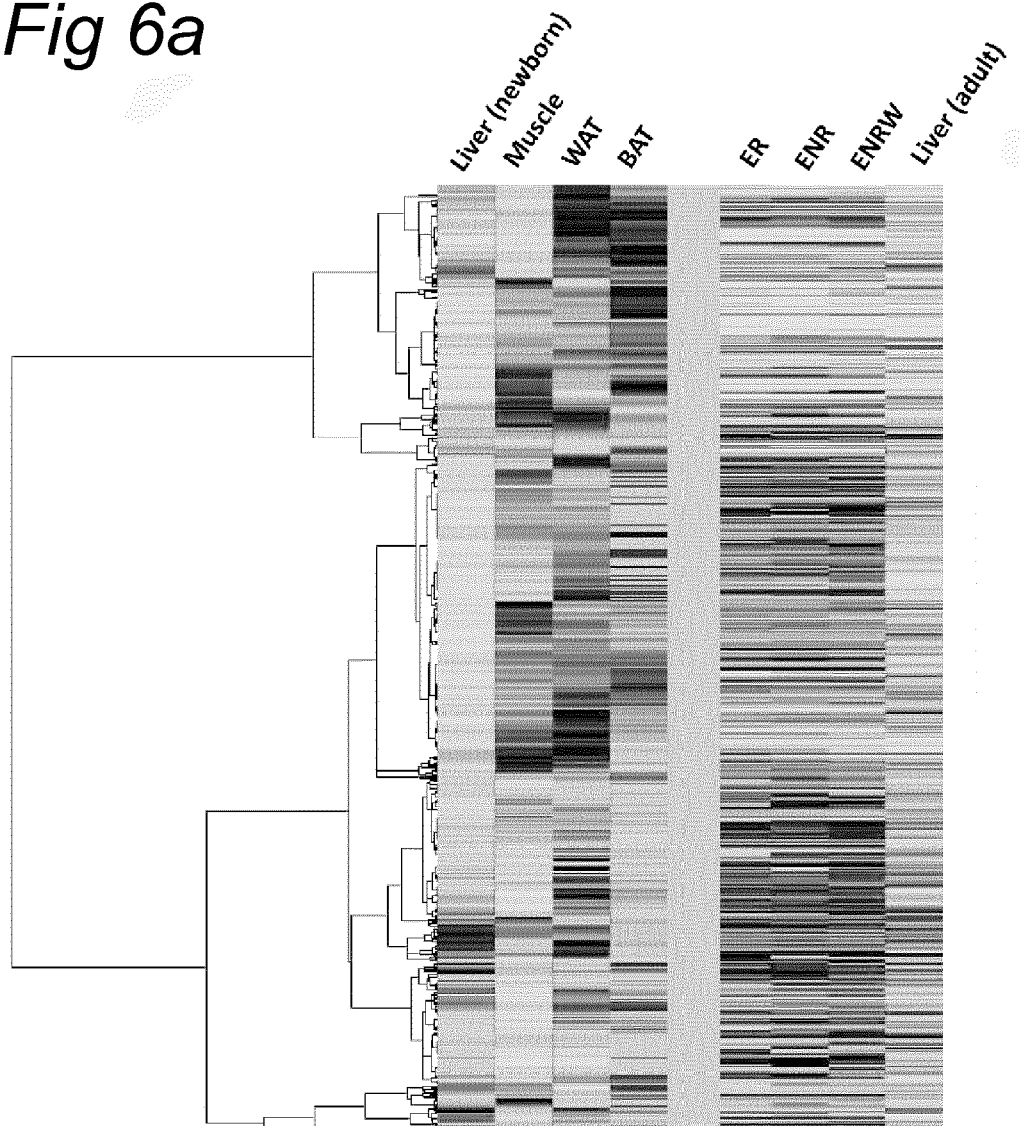 Fig 6a
Liver (newborn)
Muscle
WAT
BAT
ER
ENR
ENRW
Liver (adult)